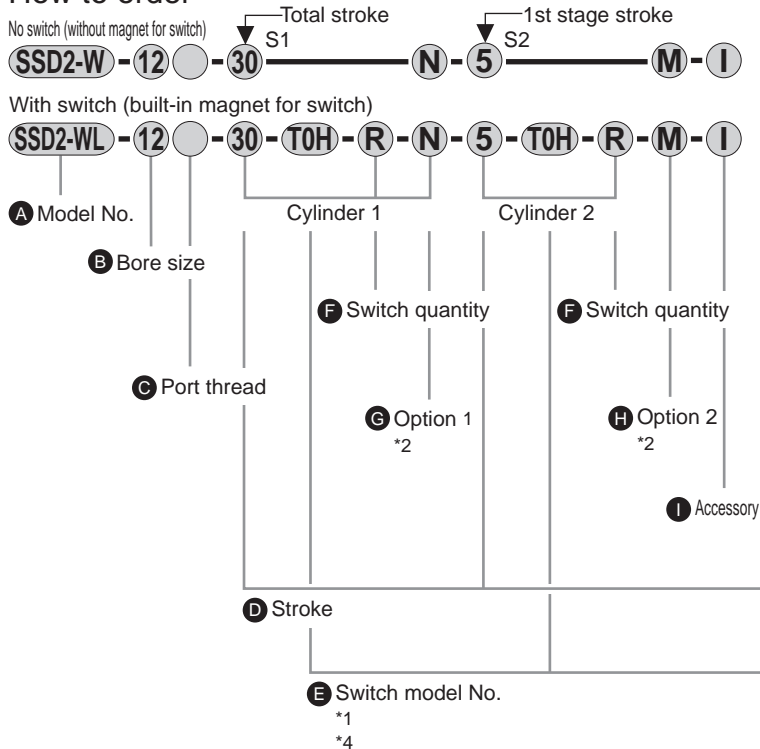 How to order
Total stroke
1st stage stroke
No switch (without magnet for switch)
S1
S2
SSD2-W - 12 - 30 N - 5 M - I
With switch (built-in magnet for switch)
SSD2-WL - 12 - 30 - T0H - R - N - 5 - T0H - R - M - I
A Model No.
Cylinder 1
Cylinder 2
B Bore size
F Switch quantity
F Switch quantity
C Port thread
G Option 1
*2
H Option 2
*2
I Accessory
D Stroke
E Switch model No.
*1
*4